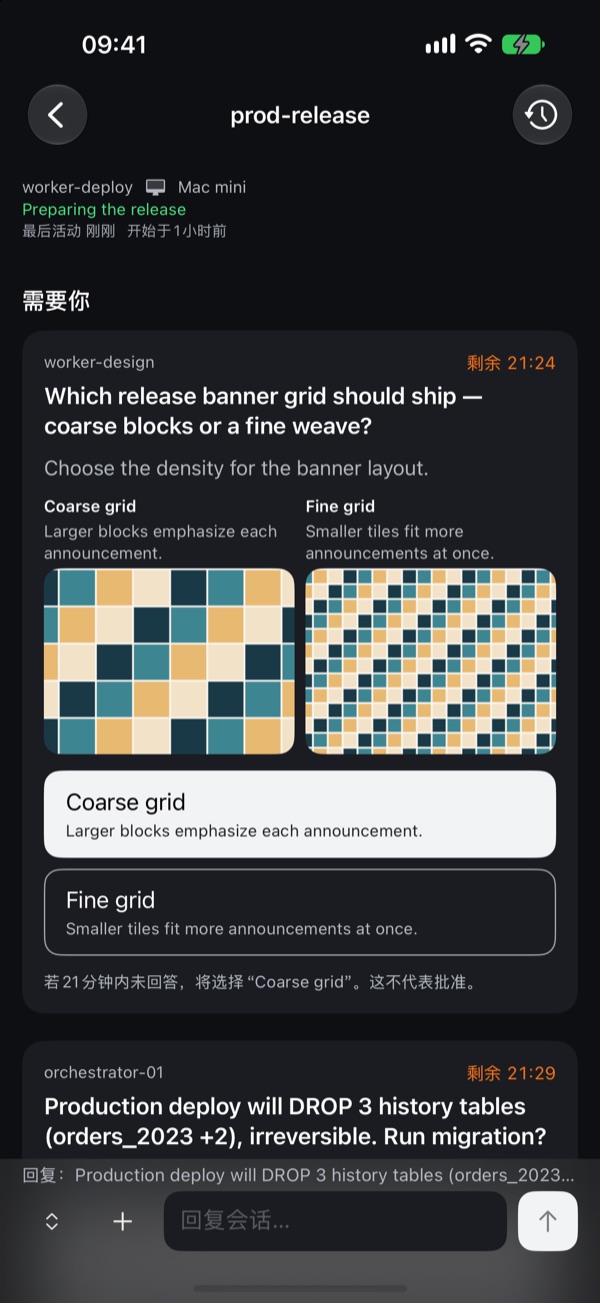 09:41
prod-release
worker-deploy Mac mini
Preparing the release
最后活动 刚刚 开始于1小时前
需要你
worker-design 剩余 21:24
Which release banner grid should ship —
coarse blocks or a fine weave?
Choose the density for the banner layout.
Coarse grid
Larger blocks emphasize each
announcement.
Fine grid
Smaller tiles fit more
announcements at once.
Coarse grid
Larger blocks emphasize each announcement.
Fine grid
Smaller tiles fit more announcements at once.
若21分钟内未回答，将选择“Coarse grid”。这不代表批准。
orchestrator-01 剩余 21:29
Production deploy will DROP 3 history tables
(orders_2023 +2), irreversible. Run migration?
回复：Production deploy will DROP 3 history tables (orders_2023...
回复会话...